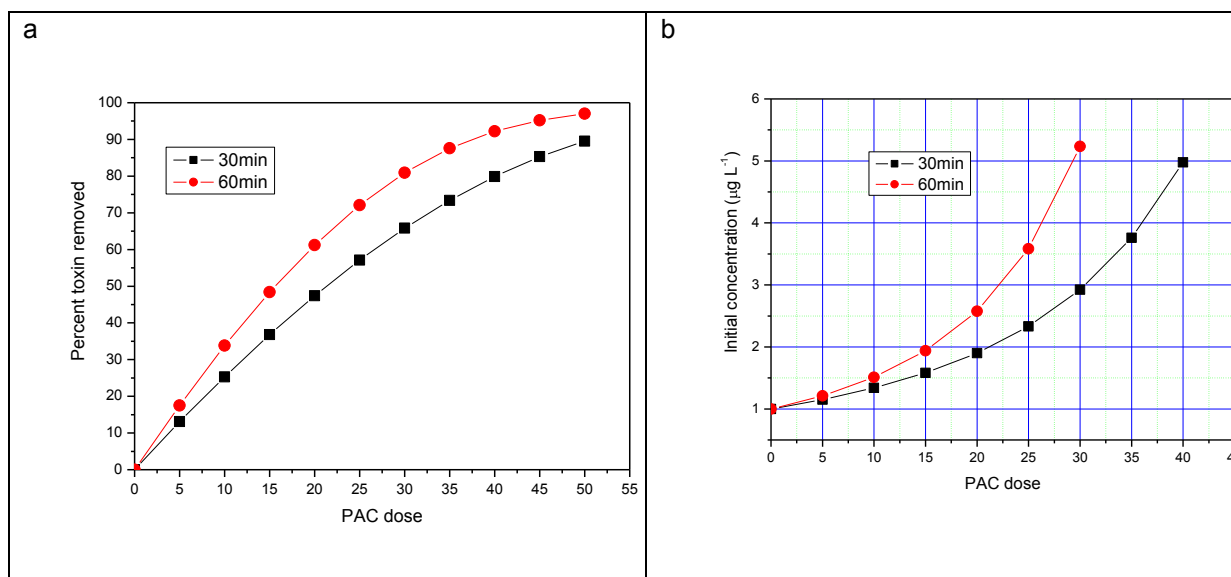 a
100
90
80
70
60
50
40
30
20
10
0
Percent toxin removed
30min
60min
0 5 10 15 20 25 30 35 40 45 50 55
PAC dose
b
6
5
4
3
2
1
Initial concentration (μg L⁻¹)
30min
60min
0 5 10 15 20 25 30 35 40
PAC dose